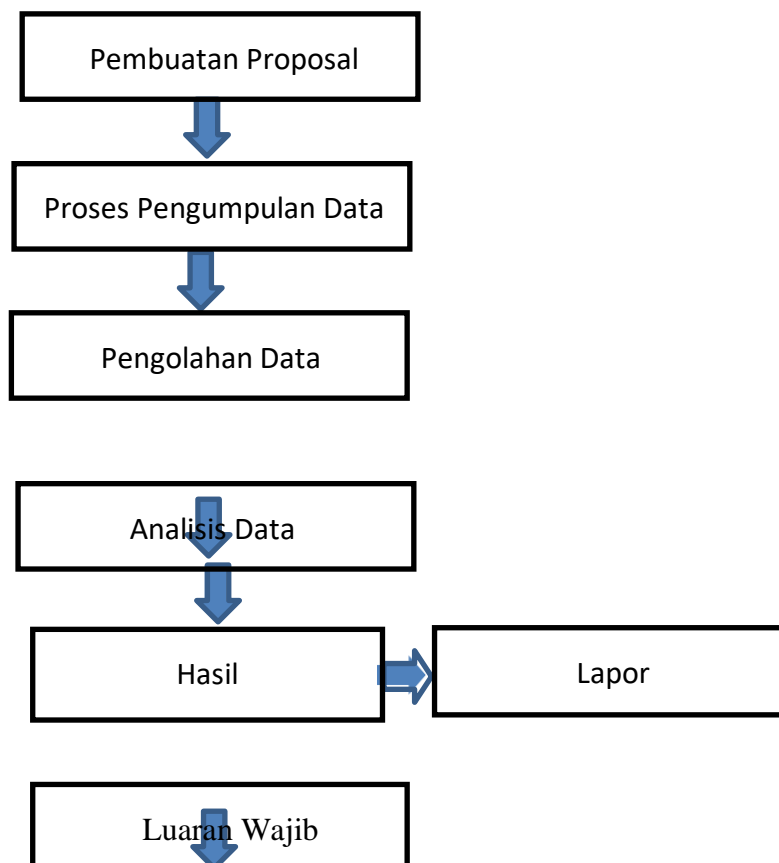 Pembuatan Proposal
Proses Pengumpulan Data
Pengolahan Data
Analisis Data
Hasil
Lapor
Luaran Wajib